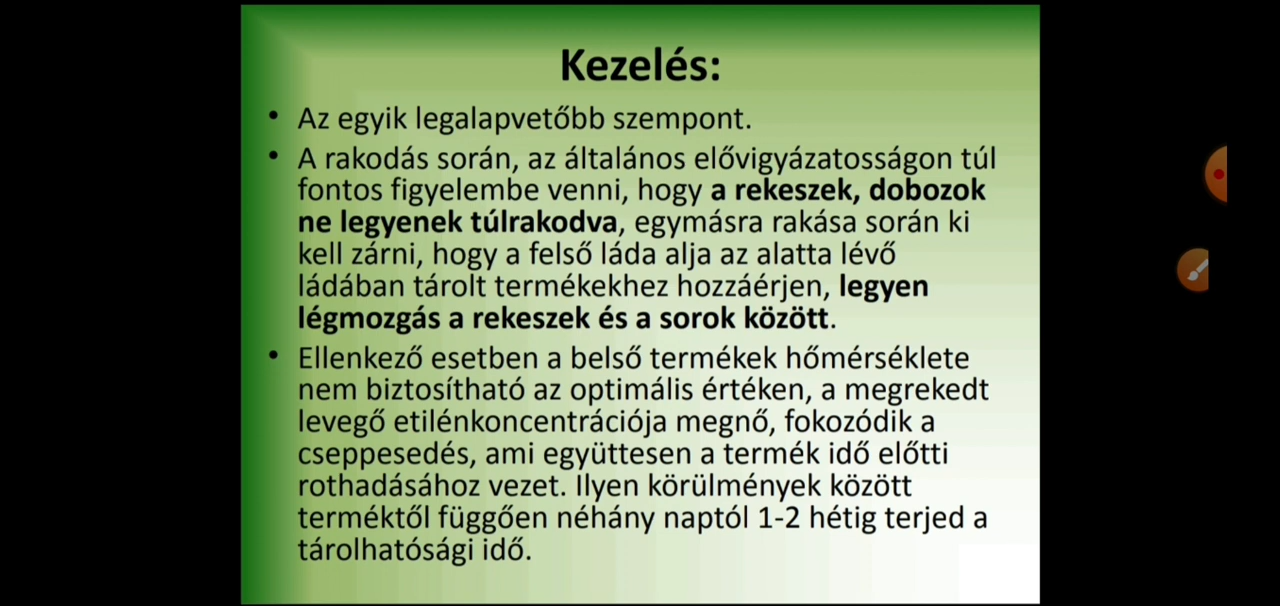 Kezelés:
• Az egyik legalapvetőbb szempont.
• A rakodás során, az általános elővigyázatosságon túl
fontos figyelembe venni, hogy a rekeszek, dobozok
ne legyenek túlrakodva, egymásra rakása során ki
kell zárni, hogy a felső láda alja az alatta lévő
ládában tárolt termékekhez hozzáérjen, legyen
légmozgás a rekeszek és a sorok között.
• Ellenkező esetben a belső termékek hőmérséklete
nem biztosítható az optimális értéken, a megrekedt
levegő etilénkoncentrációja megnő, fokozódik a
cseppesedés, ami együttesen a termék idő előtti
rothadásához vezet. Ilyen körülmények között
terméktől függően néhány naptól 1-2 hétig terjed a
tárolhatósági idő.